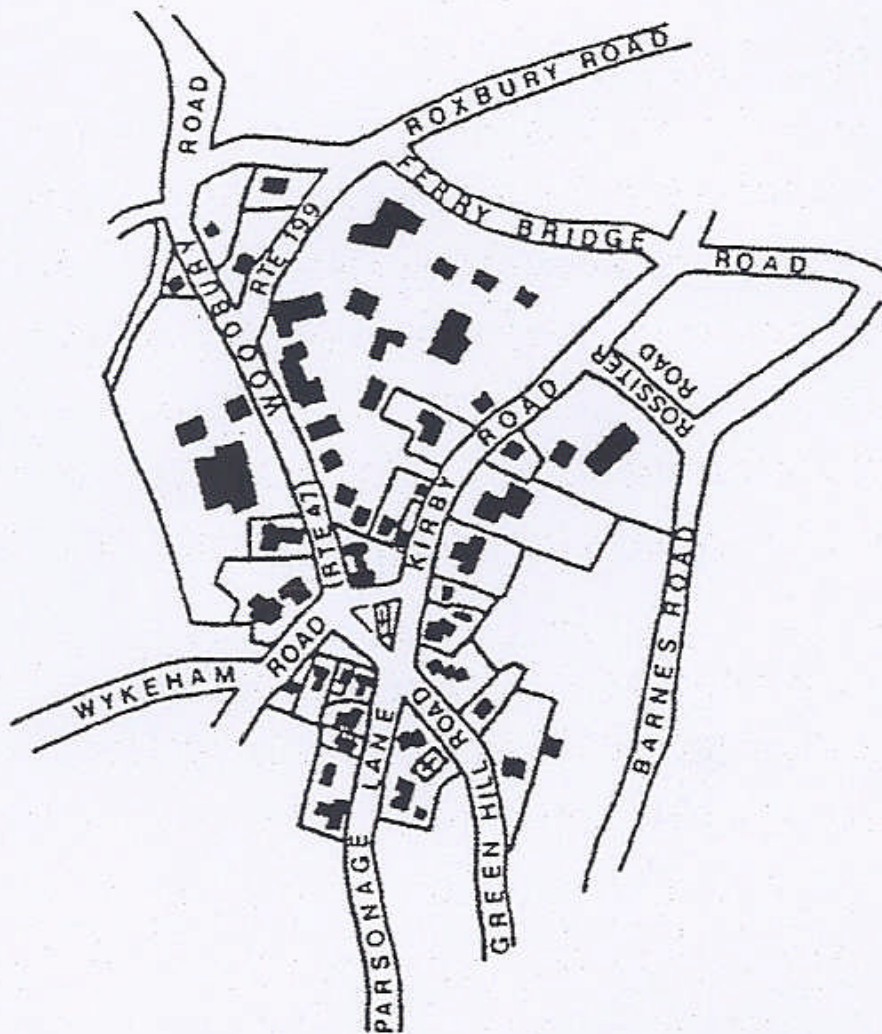 ROXBURY ROAD
ROAD
FERRY BRIDGE ROAD
RTE 199
WOODBURY
ROSSITER ROAD
KIRBY ROAD
(RTE 47)
BARNES ROAD
WYKEHAM ROAD
PARSONAGE LANE
GREEN HILL ROAD